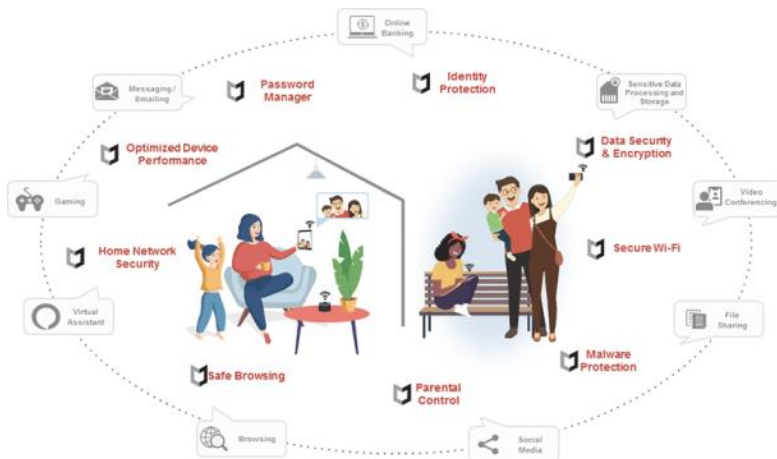 Online
Banking
Messaging /
Emailing
Password
Manager
Identity
Protection
Sensitive Data
Processing and
Storage
Optimized Device
Performance
Data Security
& Encryption
Gaming
Video
Conferencing
Home Network
Security
Secure Wi-Fi
Virtual
Assistant
File
Sharing
Malware
Protection
Safe Browsing
Parental
Control
Browsing
Social
Media